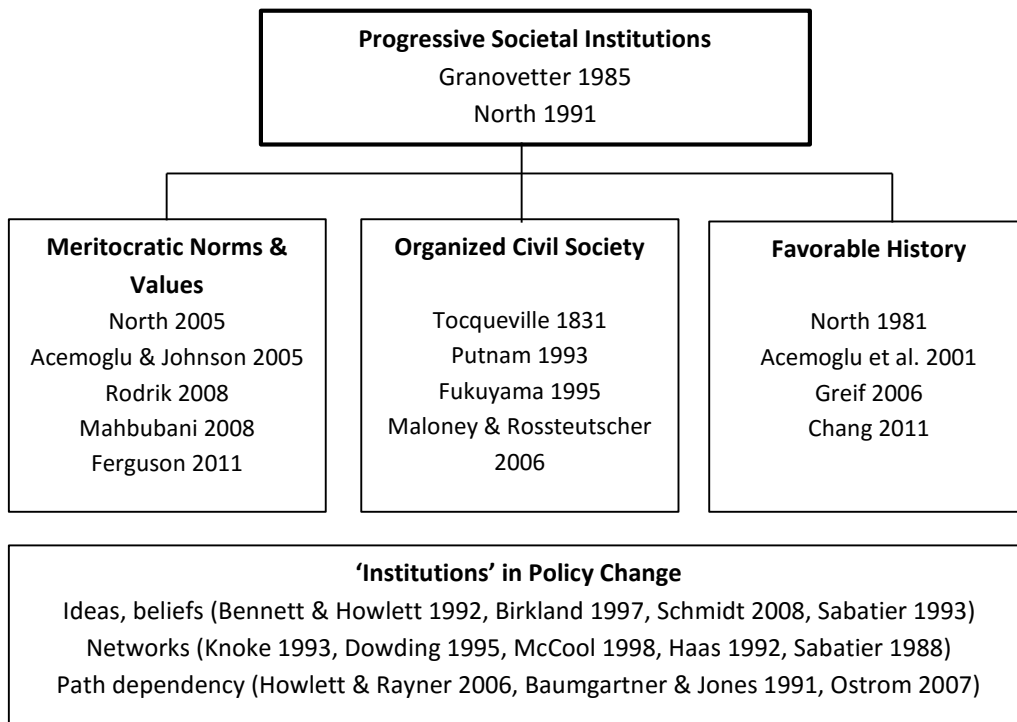 Progressive Societal Institutions
Granovetter 1985
North 1991
Meritocratic Norms &
Values
North 2005
Acemoglu & Johnson 2005
Rodrik 2008
Mahbubani 2008
Ferguson 2011
Organized Civil Society
Tocqueville 1831
Putnam 1993
Fukuyama 1995
Maloney & Rossteutscher
2006
Favorable History
North 1981
Acemoglu et al. 2001
Greif 2006
Chang 2011
‘Institutions’ in Policy Change
Ideas, beliefs (Bennett & Howlett 1992, Birkland 1997, Schmidt 2008, Sabatier 1993)
Networks (Knoke 1993, Dowding 1995, McCool 1998, Haas 1992, Sabatier 1988)
Path dependency (Howlett & Rayner 2006, Baumgartner & Jones 1991, Ostrom 2007)